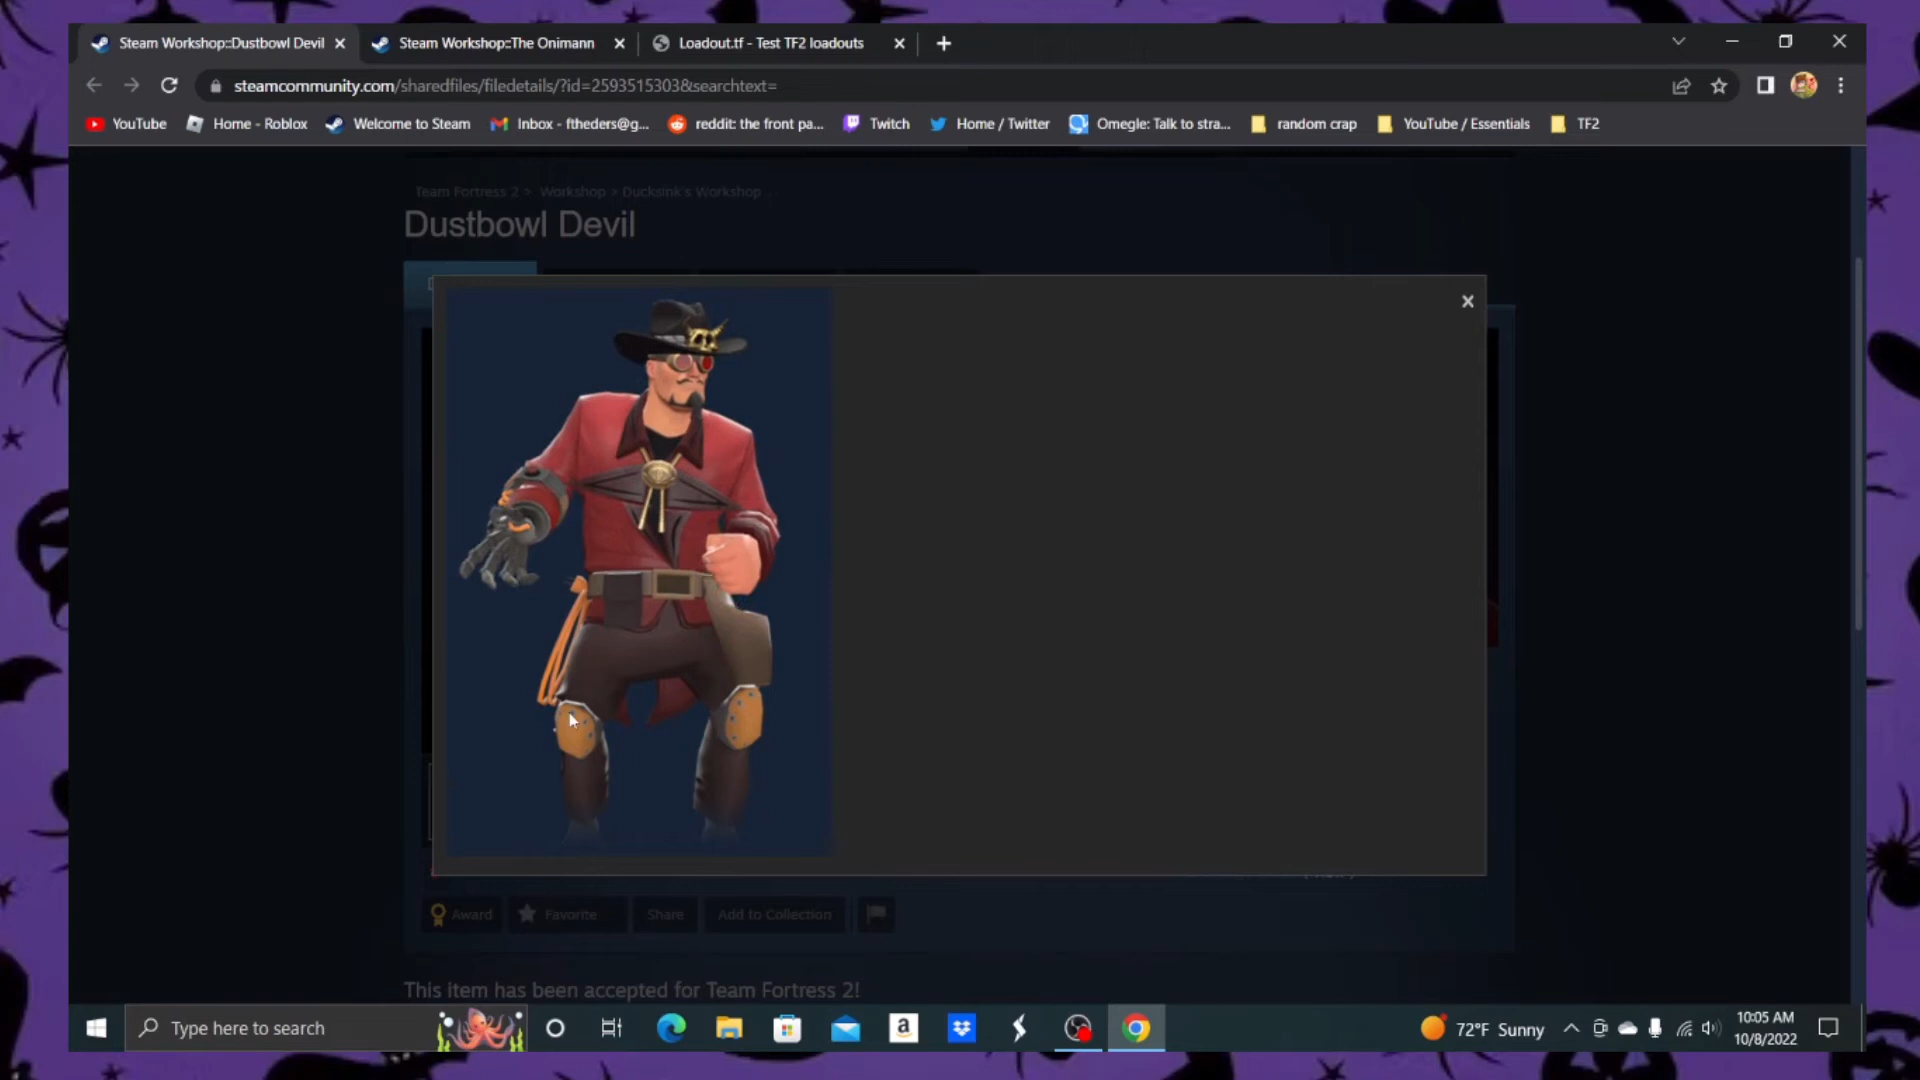 Steam Workshop::Dustbowl Devil
Steam Workshop::The Onimann
Loadout.tf - Test TF2 loadouts
steamcommunity.com/sharedfiles/filedetails/?id=2593515303&searchtext=
YouTube
Home - Roblox
Welcome to Steam
Inbox - ftheders@g...
reddit: the front pa...
Twitch
Home / Twitter
Omegle: Talk to stra...
random crap
YouTube / Essentials
TF2
Team Fortress 2 > Workshop > Ducksink's Workshop
Dustbowl Devil
Award
Favorite
Share
Add to Collection
This item has been accepted for Team Fortress 2!
Type here to search
72°F Sunny
10:05 AM
10/8/2022